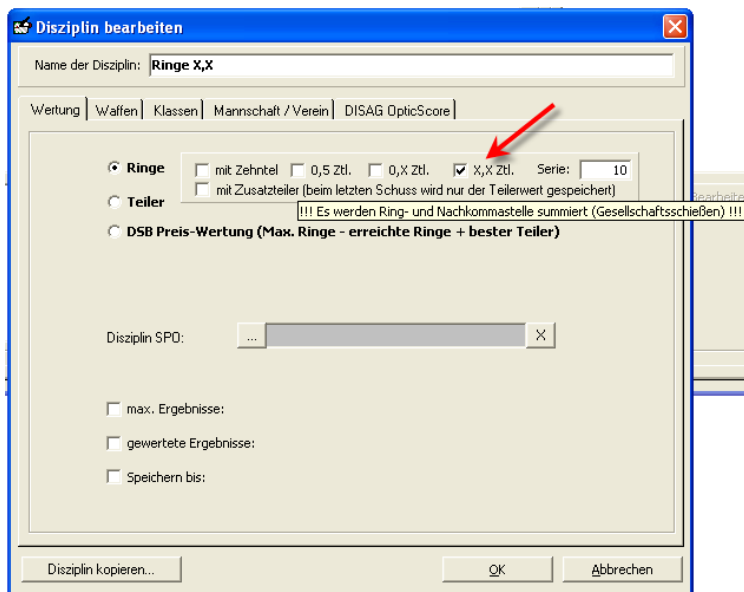 Disziplin bearbeiten
Name der Disziplin: Ringe X,X
Wertung Waffen Klassen Mannschaft / Verein DISAG OpticScore
Ringe mit Zehntel 0,5 Ztl. 0,X Ztl. X,X Ztl. Serie: 10
mit Zusatzteiler (beim letzten Schuss wird nur der Teilerwert gespeichert)
Teiler
!!! Es werden Ring- und Nachkommastelle summiert (Gesellschaftsschießen) !!!
DSB Preis-Wertung (Max. Ringe - erreichte Ringe + bester Teiler)
Disziplin SPO: ... X
max. Ergebnisse:
gewertete Ergebnisse:
Speichern bis:
Disziplin kopieren... OK Abbrechen